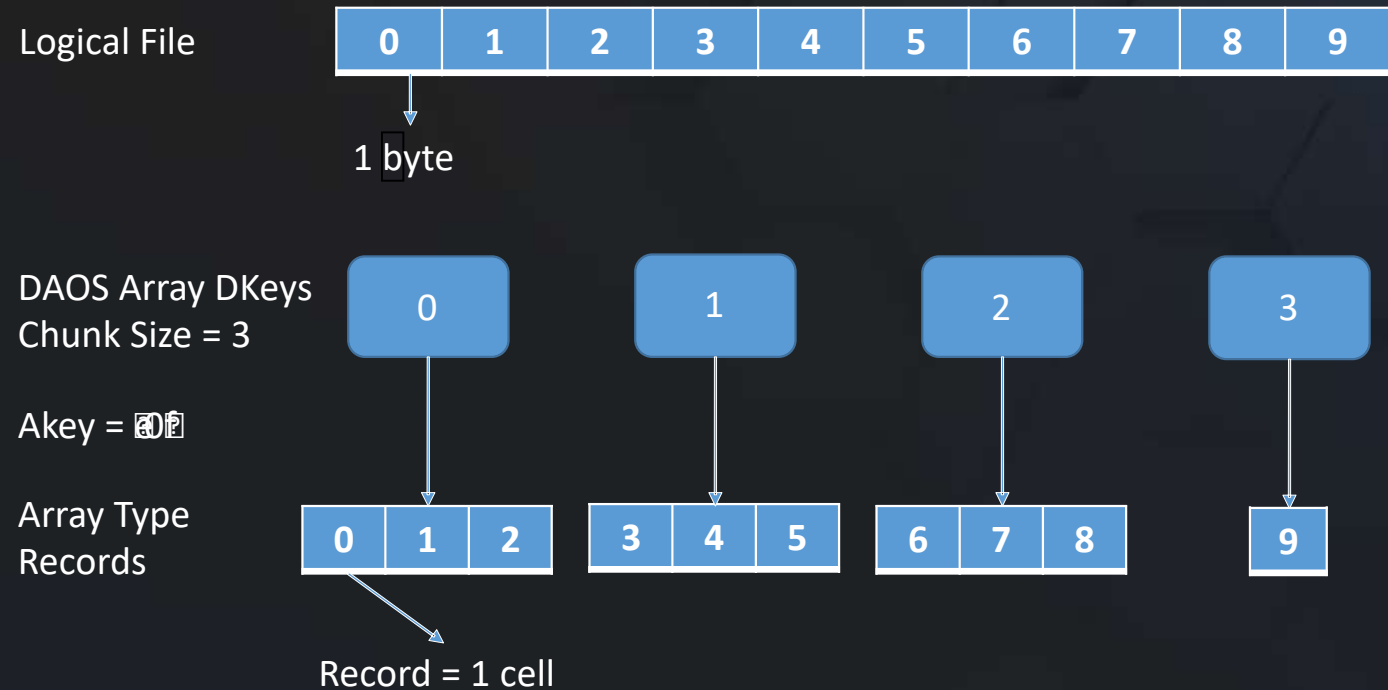 Logical File
0 1 2 3 4 5 6 7 8 9
1 byte
DAOS Array DKeys
Chunk Size = 3
0 1 2 3
Akey =
Array Type
Records
0 1 2 3 4 5 6 7 8 9
Record = 1 cell